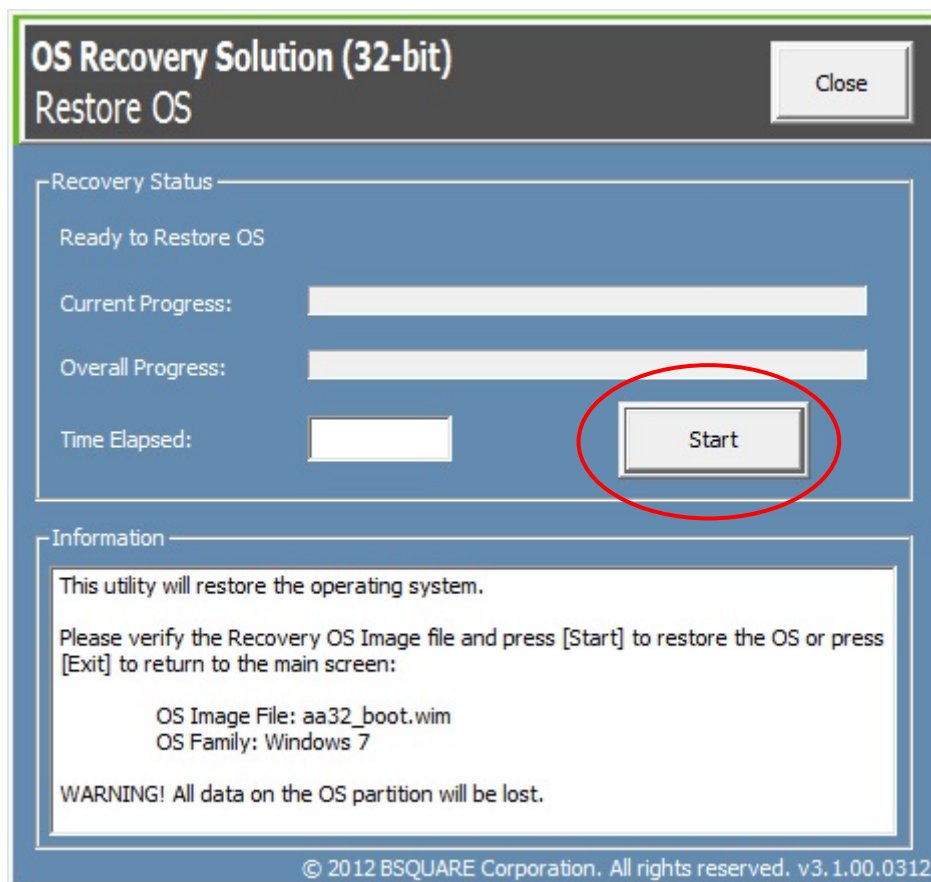 OS Recovery Solution (32-bit)
Restore OS
Close
Recovery Status
Ready to Restore OS
Current Progress:
Overall Progress:
Time Elapsed:
Start
Information
This utility will restore the operating system.
Please verify the Recovery OS Image file and press [Start] to restore the OS or press
[Exit] to return to the main screen:
OS Image File: aa32_boot.wim
OS Family: Windows 7
WARNING! All data on the OS partition will be lost.
© 2012 BSQUARE Corporation. All rights reserved. v3.1.00.0312